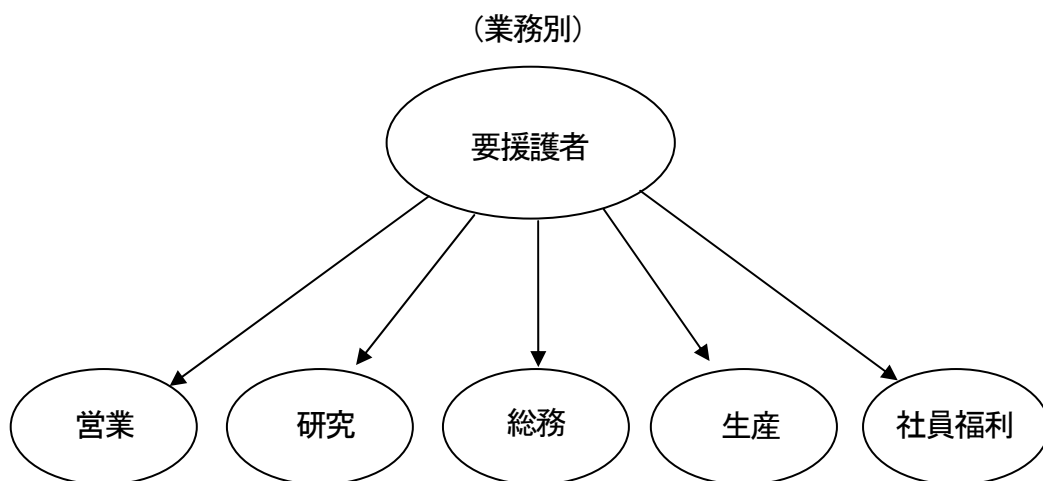 （業務別）
要援護者
営業
研究
総務
生産
社員福利